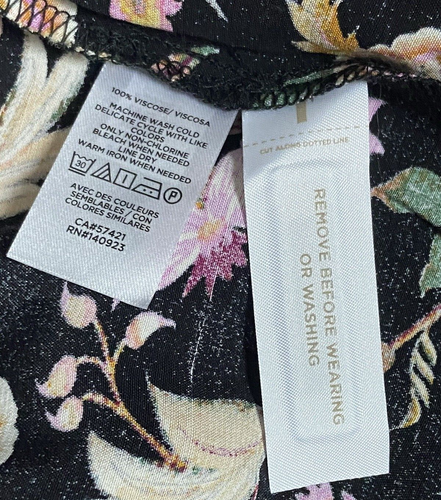 100% VISCOSE/ VISCOSA
MACHINE WASH COLD
DELICATE CYCLE WITH LIKE
COLORS
ONLY NON-CHLORINE
BLEACH WHEN NEEDED
LINE DRY
WARM IRON WHEN NEEDED
30
P
AVEC DES COULEURS
SEMBLABLES/ CON
COLORES SIMILARES
CA#57421
RN#140923
CUT ALONG DOTTED LINE
REMOVE BEFORE WEARING
OR WASHING